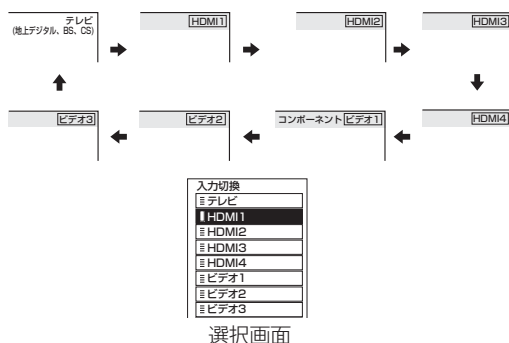 テレビ
(地上デジタル、BS、CS)
HDMI1
HDMI2
HDMI3
ビデオ3
ビデオ2
コンポーネント ビデオ1
HDMI4
入力切換
テレビ
HDMI1
HDMI2
HDMI3
HDMI4
ビデオ1
ビデオ2
ビデオ3
選択画面